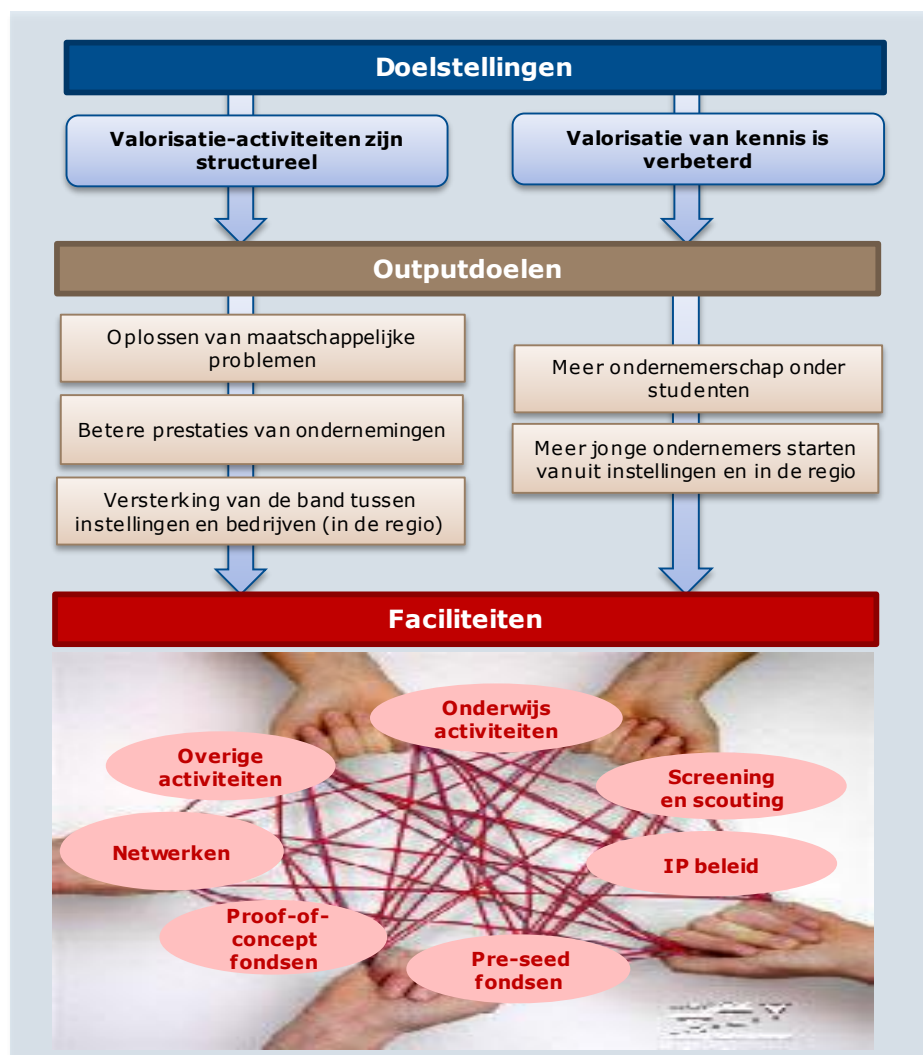 Doelstellingen
Valorisatie-activiteiten zijn
structureel
Valorisatie van kennis is
verbeterd
Outputdoelen
Oplossen van maatschappelijke
problemen
Betere prestaties van ondernemingen
Versterking van de band tussen
instellingen en bedrijven (in de regio)
Meer ondernemerschap onder
studenten
Meer jonge ondernemers starten
vanuit instellingen en in de regio
Faciliteiten
Onderwijs
activiteiten
Overige
activiteiten
Screening
en scouting
Netwerken
IP beleid
Proof-of-
concept
fondsen
Pre-seed
fondsen